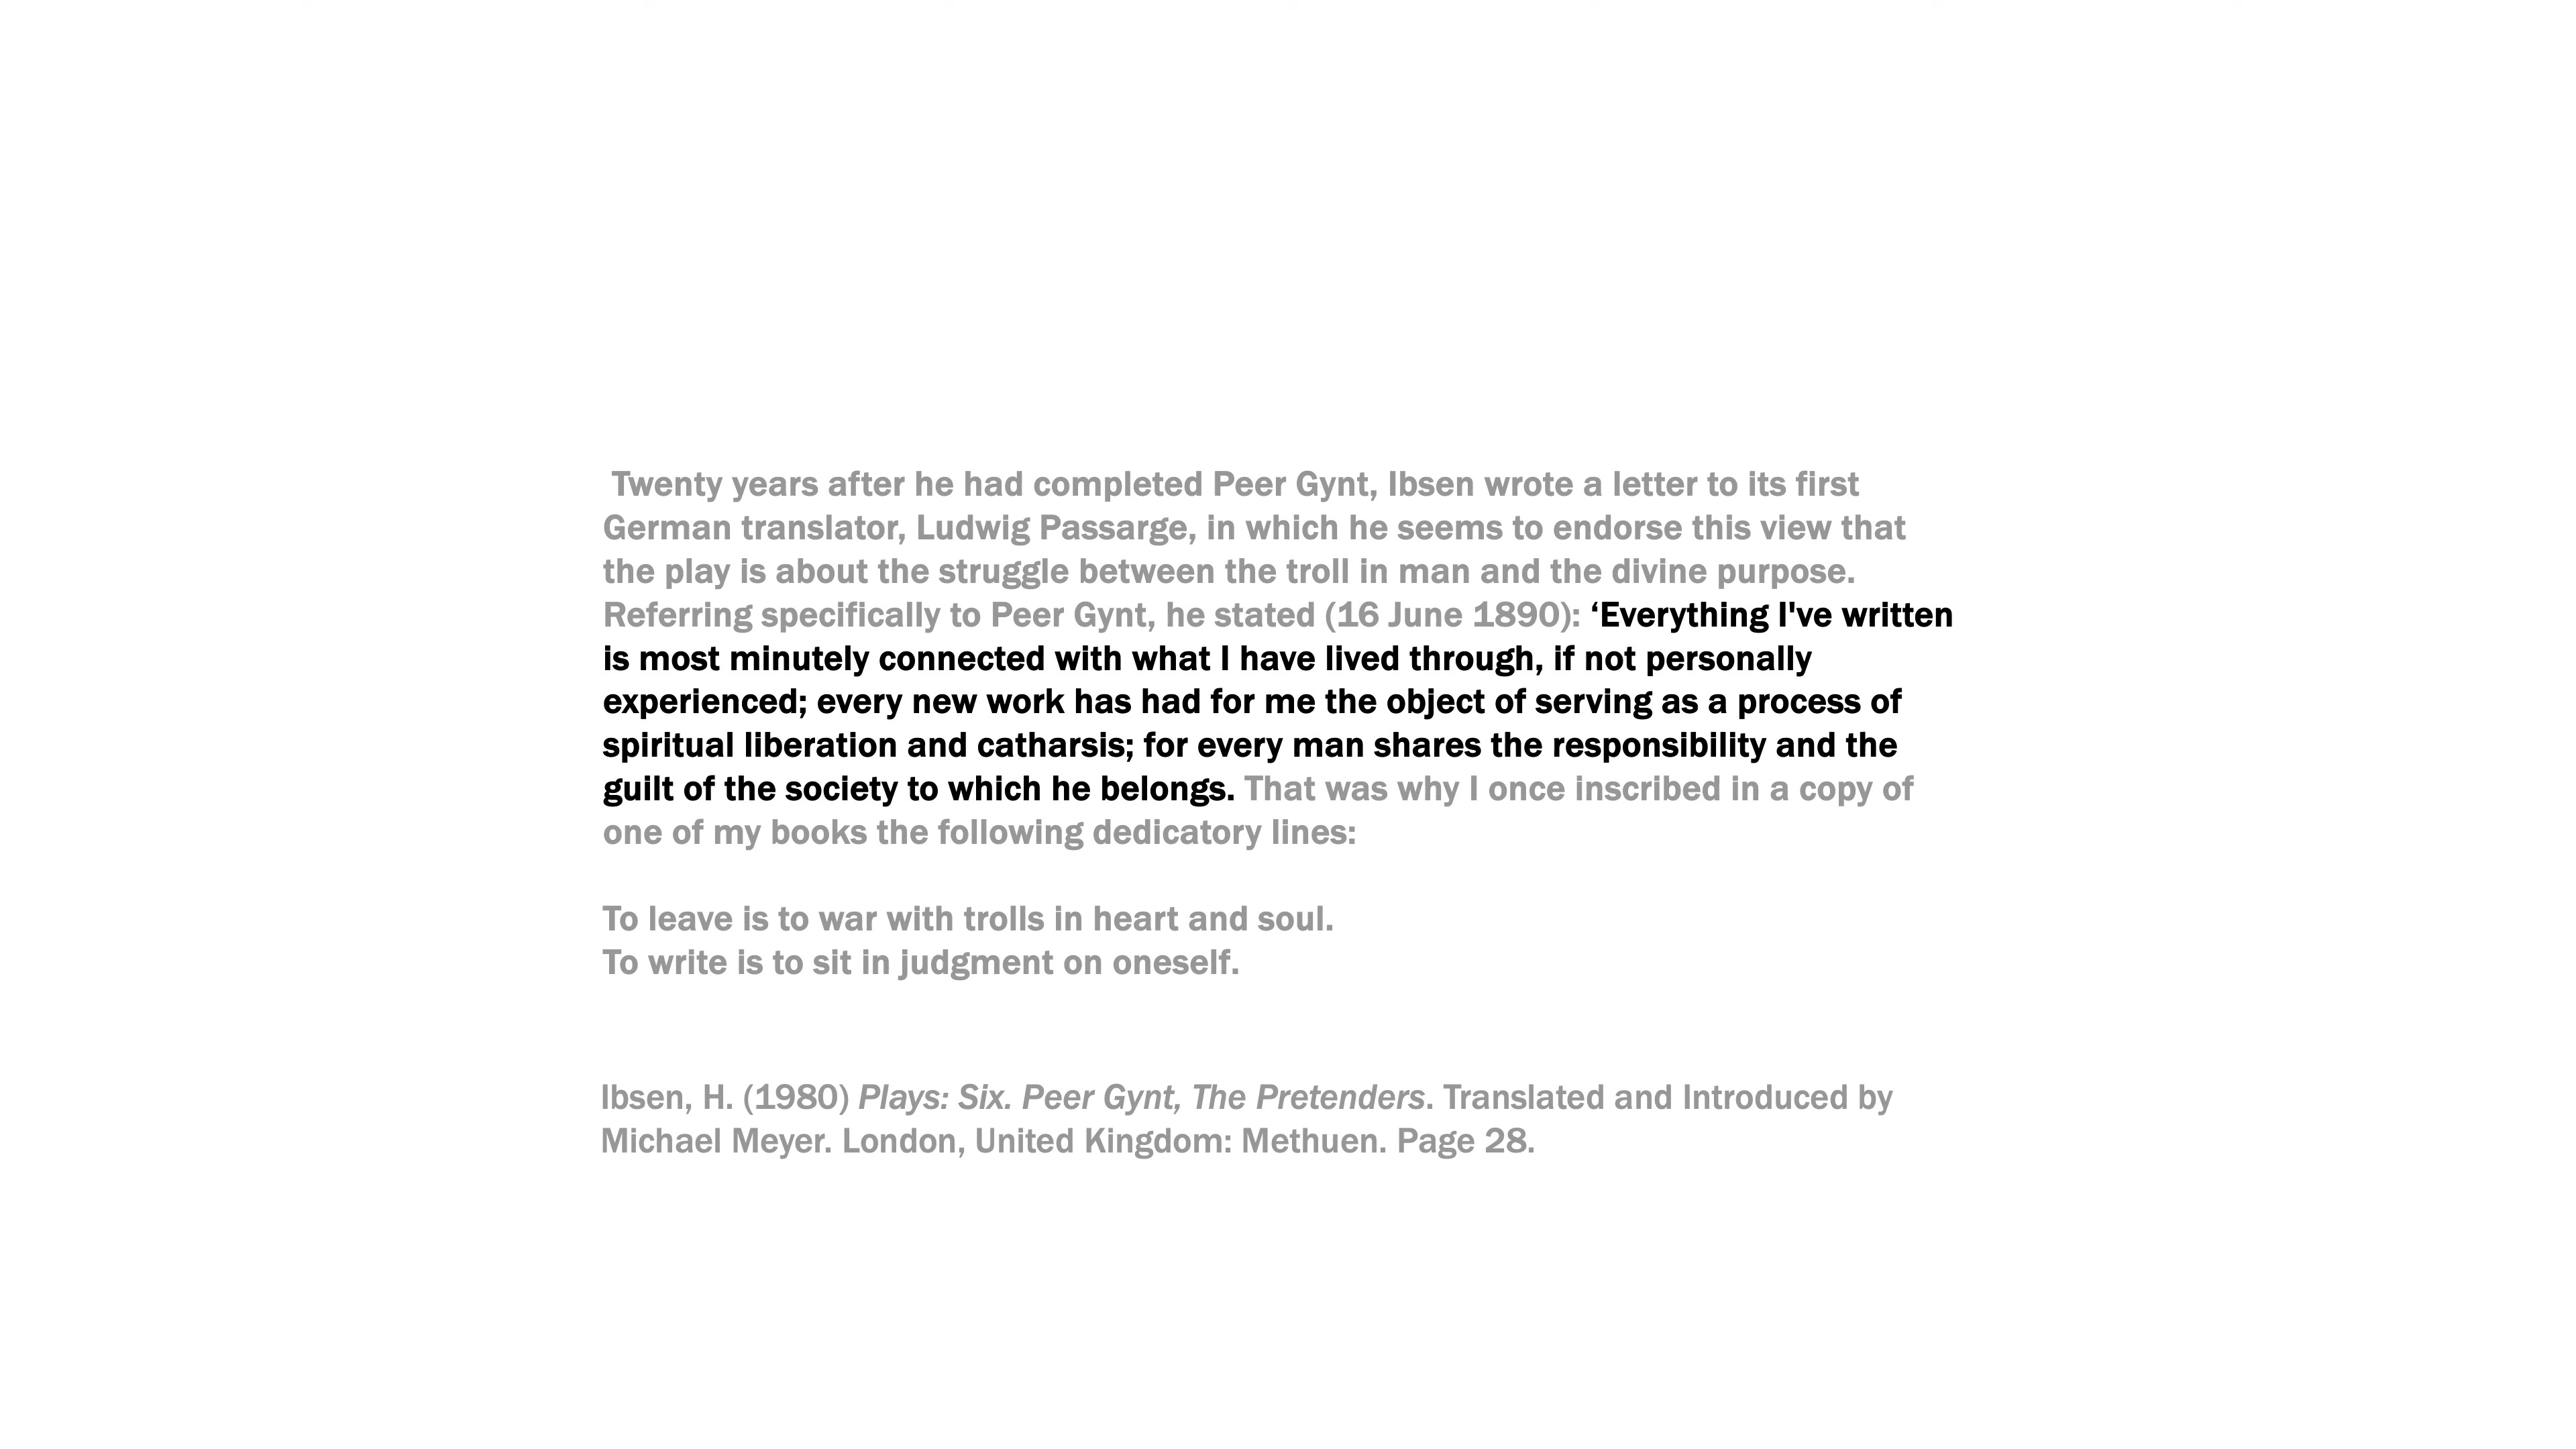 Twenty years after he had completed Peer Gynt, Ibsen wrote a letter to its first
German translator, Ludwig Passarge, in which he seems to endorse this view that
the play is about the struggle between the troll in man and the divine purpose.
Referring specifically to Peer Gynt, he stated (16 June 1890): ‘Everything I've written
is most minutely connected with what I have lived through, if not personally
experienced; every new work has had for me the object of serving as a process of
spiritual liberation and catharsis; for every man shares the responsibility and the
guilt of the society to which he belongs. That was why I once inscribed in a copy of
one of my books the following dedicatory lines:
To leave is to war with trolls in heart and soul.
To write is to sit in judgment on oneself.
Ibsen, H. (1980) Plays: Six. Peer Gynt, The Pretenders. Translated and Introduced by
Michael Meyer. London, United Kingdom: Methuen. Page 28.